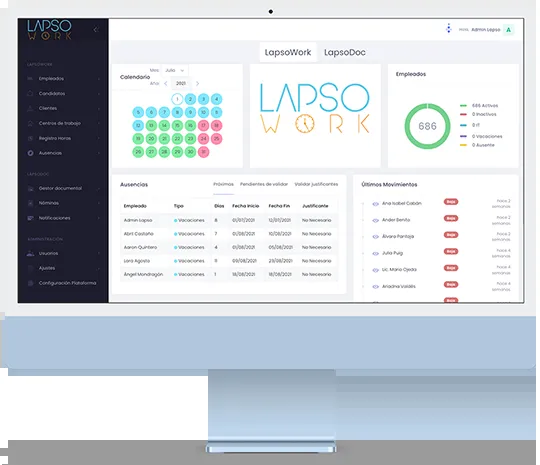 LAPSO
WORK
Hola, Admin Lapso
A
LAPSOWORK
Empleados
Candidatos
Clientes
Centros de trabajo
Registro Horas
Ausencias
LAPSODOC
Gestor documental
Nóminas
Notificaciones
ADMINISTRACIÓN
Usuarios
Ajustes
Configuración Plataforma
LapsoWork LapsoDoc
Calendario
Mes: Julio
Año: 2021
1 2 3 4
5 6 7 8 9 10 11
12 13 14 15 16 17 18
19 20 21 22 23 24 25
26 27 28 29 30 31
LAPSO
WORK
Empleados
686
686 Activos
0 Inactivos
0 IT
0 Vacaciones
0 Ausente
Ausencias
Próximas Pendientes de validar Validar justificantes
Empleado Tipo Días Fecha Inicio Fecha Fin Justificante
Admin Lapso Vacaciones 8 01/07/2021 12/07/2021 No Necesario
Abril Castaño Vacaciones 7 01/08/2021 10/08/2021 No Necesario
Aaron Quintero Vacaciones 4 01/08/2021 05/08/2021 No Necesario
Lara Agosto Vacaciones 11 09/08/2021 23/08/2021 No Necesario
Ángel Mondragón Vacaciones 1 18/08/2021 18/08/2021 No Necesario
Últimos Movimientos
Ana Isabel Gabán Baja Hace 2 semanas
Ander Benito Baja Hace 2 semanas
Álvaro Pantoja Baja Hace 2 semanas
Julia Puig Baja Hace 4 semanas
Lic. Mario Ojeda Baja Hace 4 semanas
Ariadna Valdés Baja Hace 4 semanas